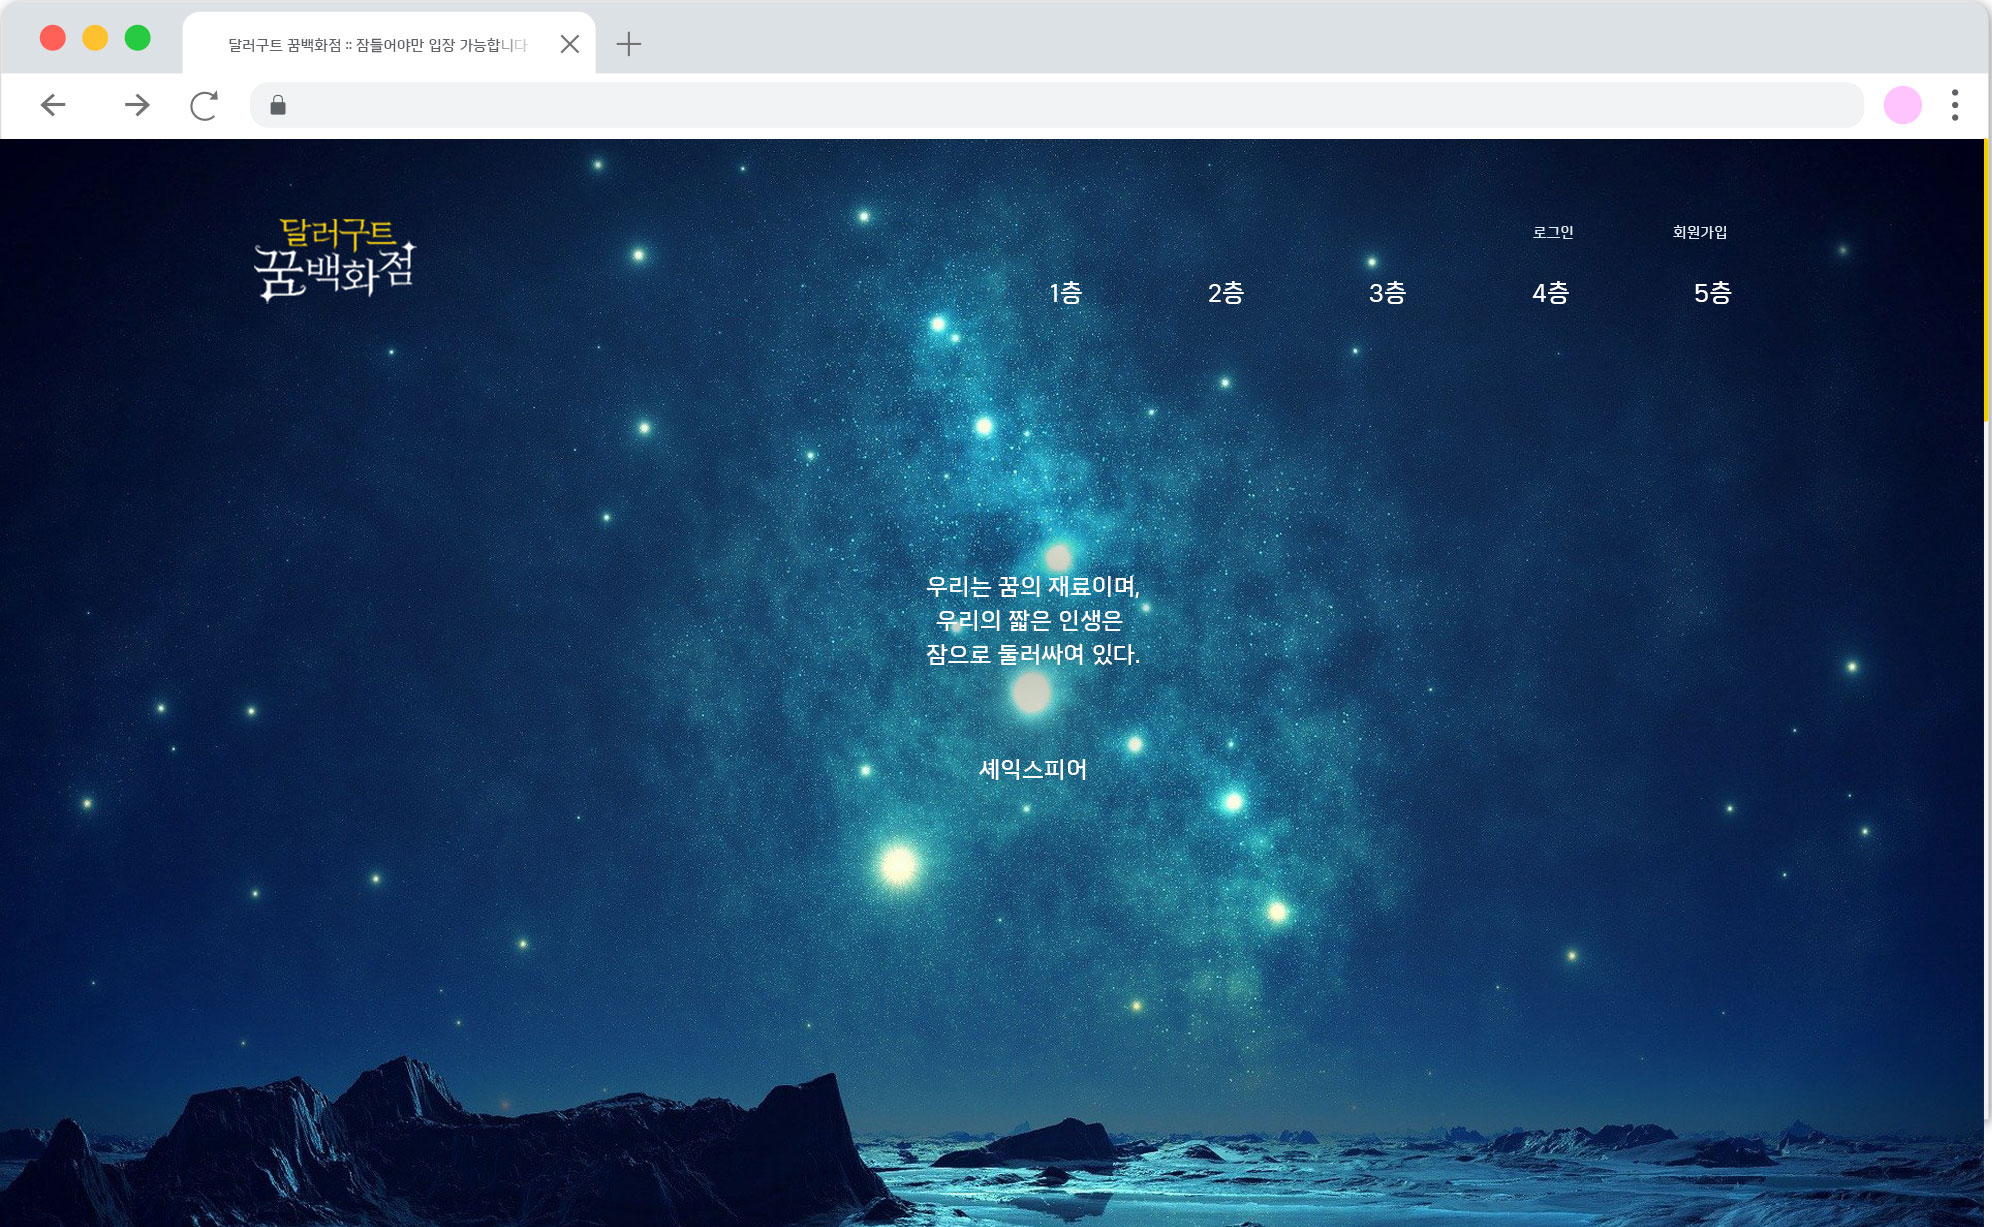 달러구트 꿈백화점 :: 잠들어야만 입장 가능합니다
달러구트
꿈백화점
로그인 회원가입
1층 2층 3층 4층 5층
우리는 꿈의 재료이며,
우리의 짧은 인생은
잠으로 둘러싸여 있다.
셰익스피어